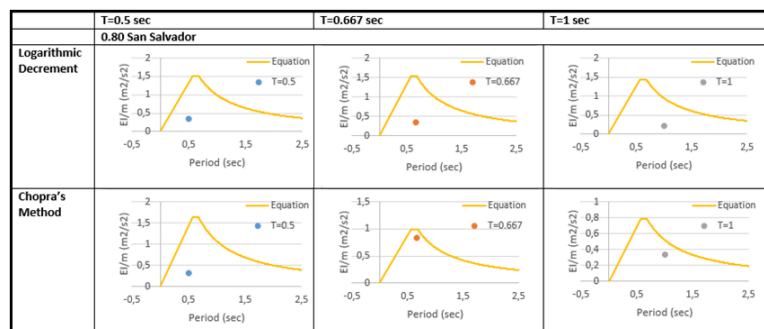 T=0.5 sec T=0.667 sec T=1 sec
0.80 San Salvador
Logarithmic
Decrement
EI/m (m2/s2)
2
1,5
1
0,5
0
-0,5 0,5 1,5 2,5
Period (sec)
Equation
T=0.5
EI/m (m2/s2)
2
1,5
1
0,5
0
-0,5 0,5 1,5 2,5
Period (sec)
Equation
T=0.667
EI/m (m2/s2)
2
1,5
1
0,5
0
-0,5 0,5 1,5 2,5
Period (sec)
Equation
T=1
Chopra's
Method
EI/m (m2/s2)
2
1,5
1
0,5
0
-0,5 0,5 1,5 2,5
Period (sec)
Equation
T=0.5
EI/m (m2/s2)
1,5
1
0,5
0
-0,5 0,5 1,5 2,5
Period (sec)
Equation
T=0.667
EI/m (m2/s2)
1
0,8
0,6
0,4
0,2
0
-0,5 0,5 1,5 2,5
Period (sec)
Equation
T=1